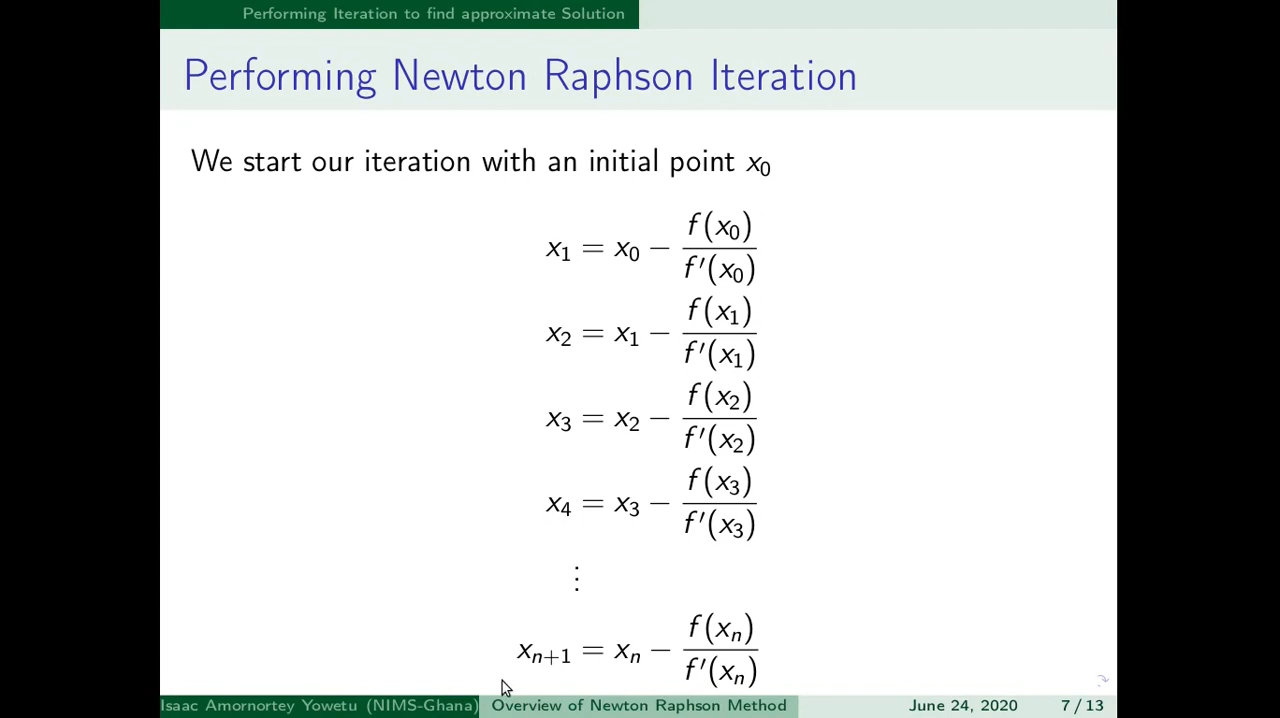 Performing Iteration to find approximate Solution
Performing Newton Raphson Iteration
We start our iteration with an initial point x₀
x₁ = x₀ − f(x₀) / f′(x₀)
x₂ = x₁ − f(x₁) / f′(x₁)
x₃ = x₂ − f(x₂) / f′(x₂)
x₄ = x₃ − f(x₃) / f′(x₃)
⋮
xₙ₊₁ = xₙ − f(xₙ) / f′(xₙ)
Isaac Amornortey Yowetu (NIMS-Ghana) Overview of Newton Raphson Method June 24, 2020 7 / 13